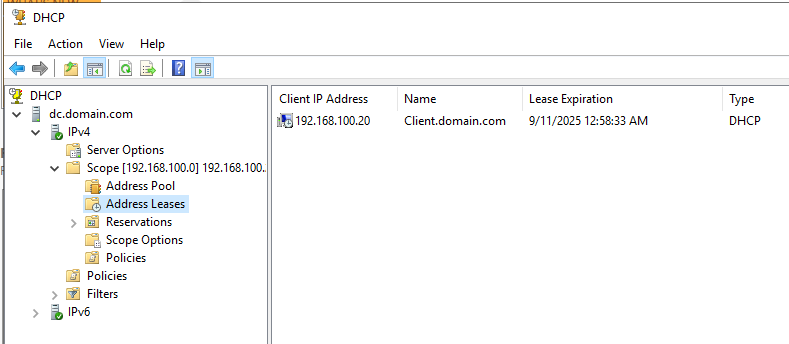 DHCP
File Action View Help
DHCP
dc.domain.com
IPv4
Server Options
Scope [192.168.100.0] 192.168.100..
Address Pool
Address Leases
Reservations
Scope Options
Policies
Policies
Filters
IPv6
Client IP Address Name Lease Expiration Type
192.168.100.20 Client.domain.com 9/11/2025 12:58:33 AM DHCP